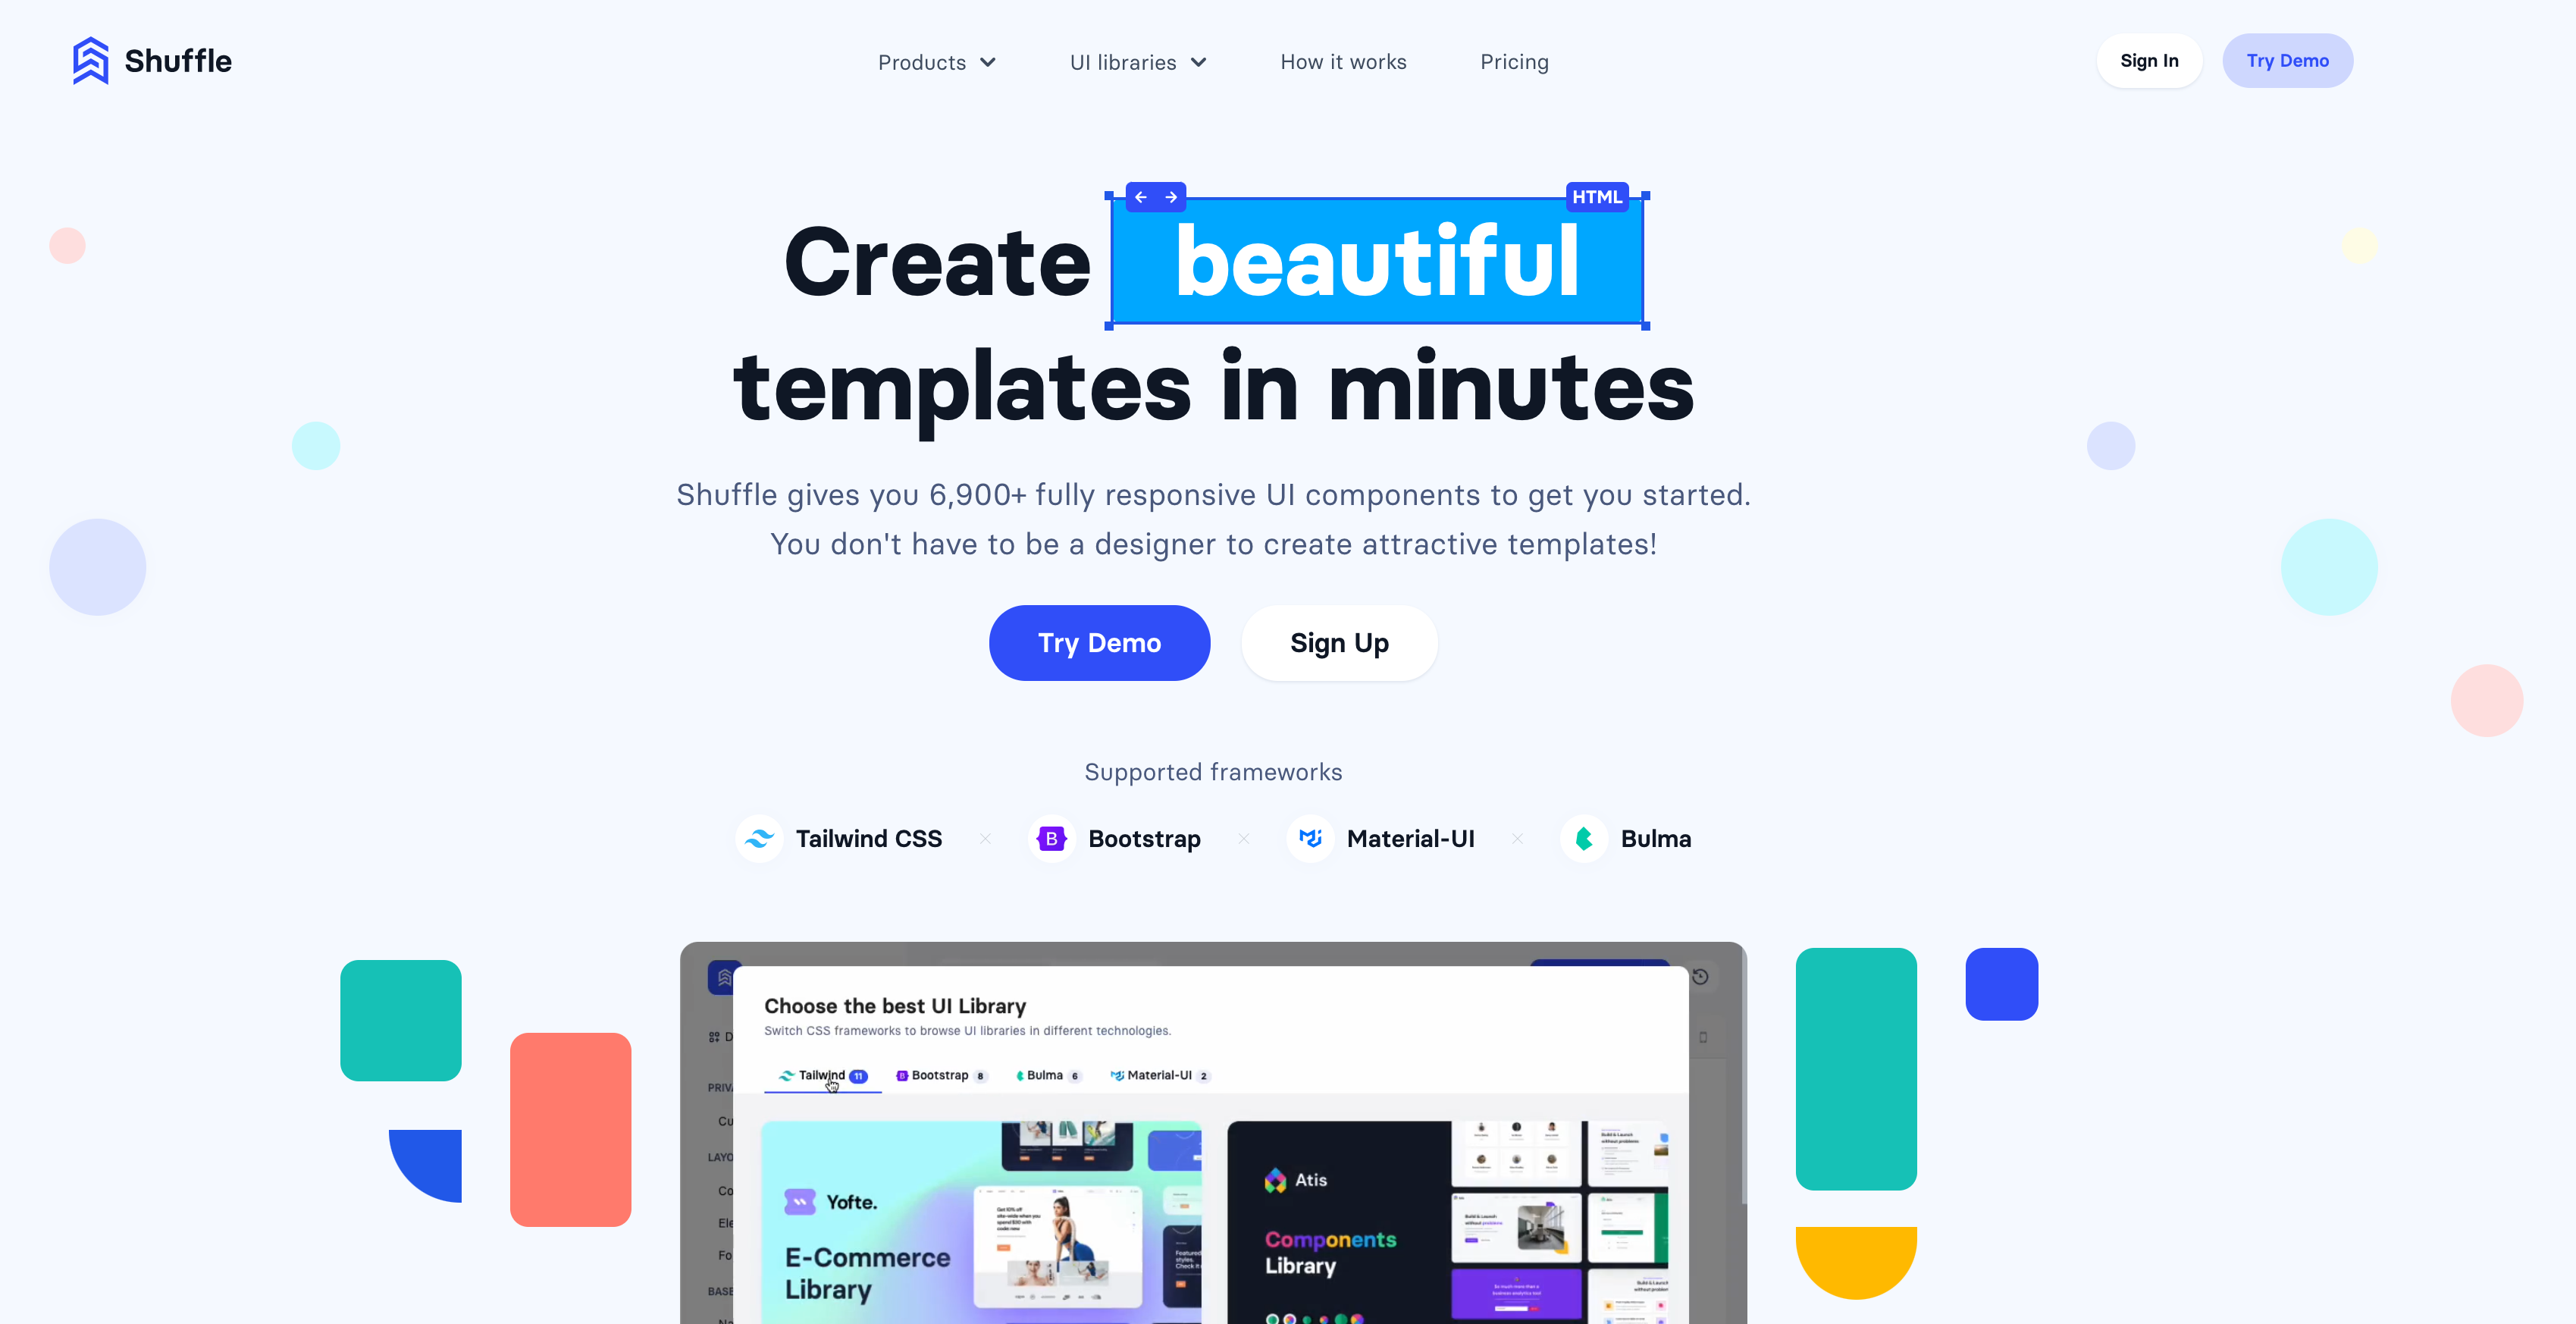 Shuffle
Products
UI libraries
How it works
Pricing
Sign In
Try Demo
HTML
Create beautiful
templates in minutes
Shuffle gives you 6,900+ fully responsive UI components to get you started.
You don't have to be a designer to create attractive templates!
Try Demo
Sign Up
Supported frameworks
Tailwind CSS
B Bootstrap
Material-UI
Bulma
Choose the best UI Library
Switch CSS frameworks to browse UI libraries in different technologies.
Tailwind 11
B Bootstrap 8
Bulma 6
Material-UI 2
Yofte.
E-Commerce
Library
Atis
Components
Library